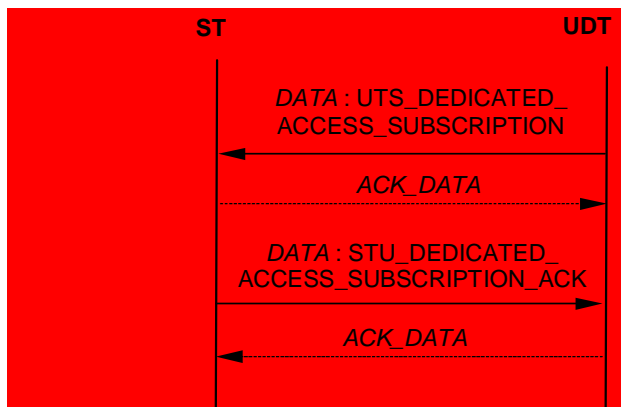 ST UDT
DATA : UTS_DEDICATED_
ACCESS_SUBSCRIPTION
ACK_DATA
DATA : STU_DEDICATED_
ACCESS_SUBSCRIPTION_ACK
ACK_DATA